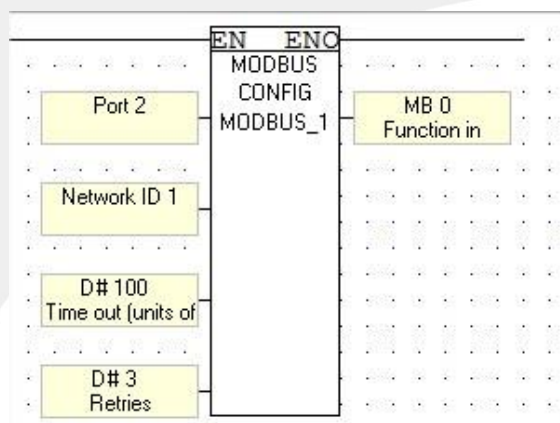 EN ENO
MODBUS
CONFIG
MODBUS_1
Port 2
MB 0
Function in
Network ID 1
D# 100
Time out (units of
D# 3
Retries